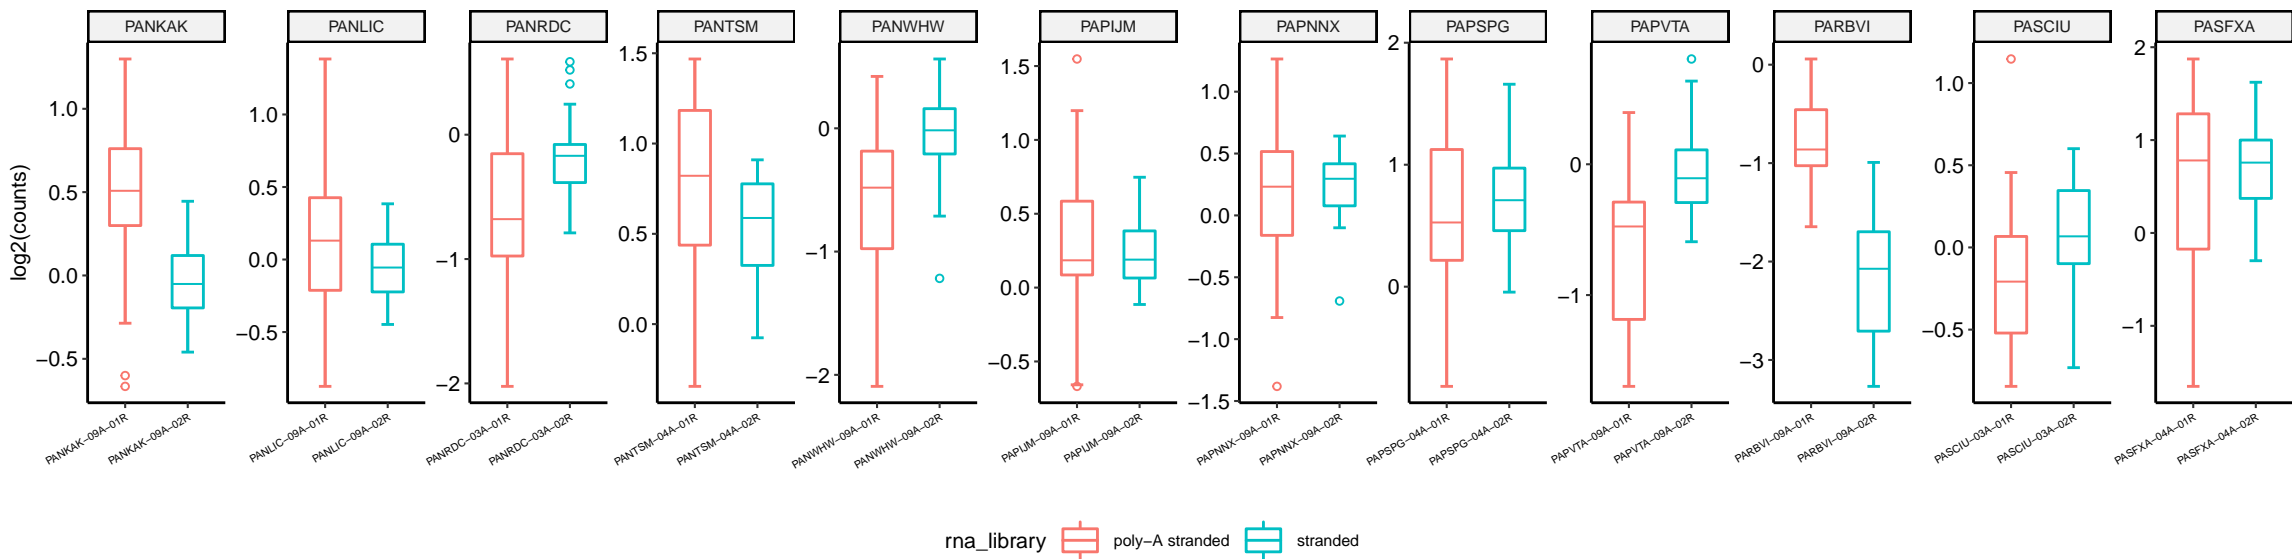 PANKAK PANLIC PANRDC PANTSM PANWHW PAPIJM PAPNNX PAPSPG PAPVTA PARBVI PASCIU PASFXA
log2(counts)
1.0 0.5 0.0 −0.5
1.0 0.5 0.0 −0.5
0 −1 −2
1.5 1.0 0.5 0.0
0 −1 −2
1.5 1.0 0.5 0.0 −0.5
1.0 0.5 0.0 −0.5 −1.0 −1.5
2 1 0
0 −1
0 −1 −2 −3
1.0 0.5 0.0 −0.5
2 1 0 −1
PANKAK−09A−01R PANKAK−09A−02R PANLIC−09A−01R PANLIC−09A−02R PANRDC−03A−01R PANRDC−03A−02R PANTSM−04A−01R PANTSM−04A−02R PANWHW−09A−01R PANWHW−09A−02R PAPIJM−09A−01R PAPIJM−09A−02R PAPNNX−09A−01R PAPNNX−09A−02R PAPSPG−04A−01R PAPSPG−04A−02R PAPVTA−09A−01R PAPVTA−09A−02R PARBVI−09A−01R PARBVI−09A−02R PASCIU−03A−01R PASCIU−03A−02R PASFXA−04A−01R PASFXA−04A−02R
rna_library poly−A stranded stranded